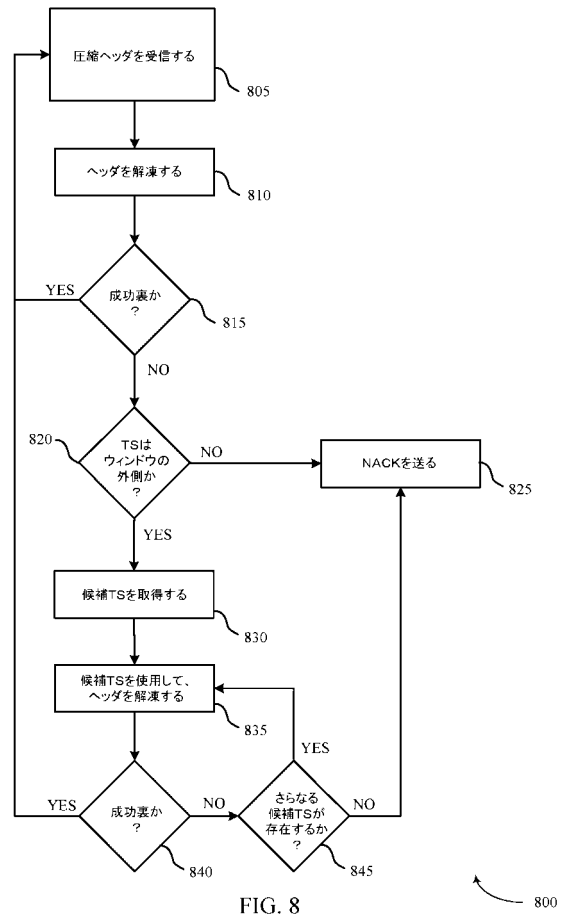 圧縮ヘッダを受信する
805
ヘッダを解凍する
810
YES
成功裏か
?
815
NO
820
TSは
ウィンドウの
外側か
?
NO
NACKを送る
825
YES
候補TSを取得する
830
候補TSを使用して、
ヘッダを解凍する
835
YES
YES
成功裏か
?
840
NO
さらなる
候補TSが
存在するか
?
845
NO
800
FIG. 8